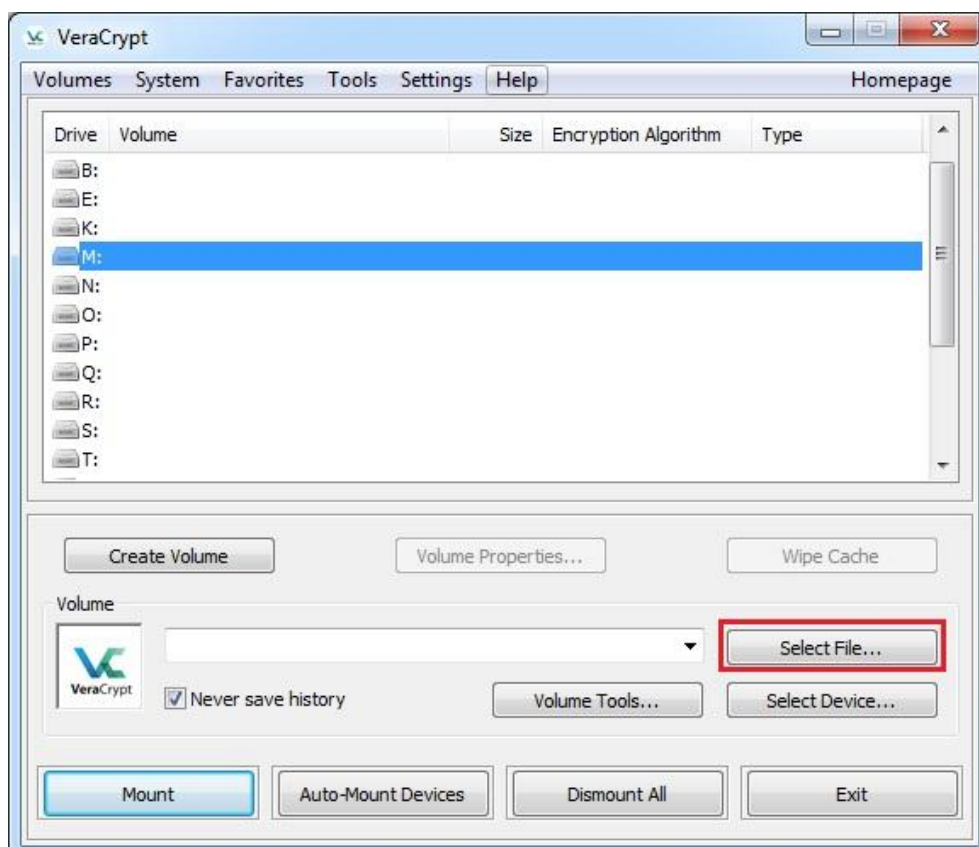 VeraCrypt
Volumes System Favorites Tools Settings Help Homepage
Drive Volume Size Encryption Algorithm Type
B:
E:
K:
M:
N:
O:
P:
Q:
R:
S:
T:
Create Volume Volume Properties... Wipe Cache
Volume
Select File...
VeraCrypt
Never save history Volume Tools... Select Device...
Mount Auto-Mount Devices Dismount All Exit